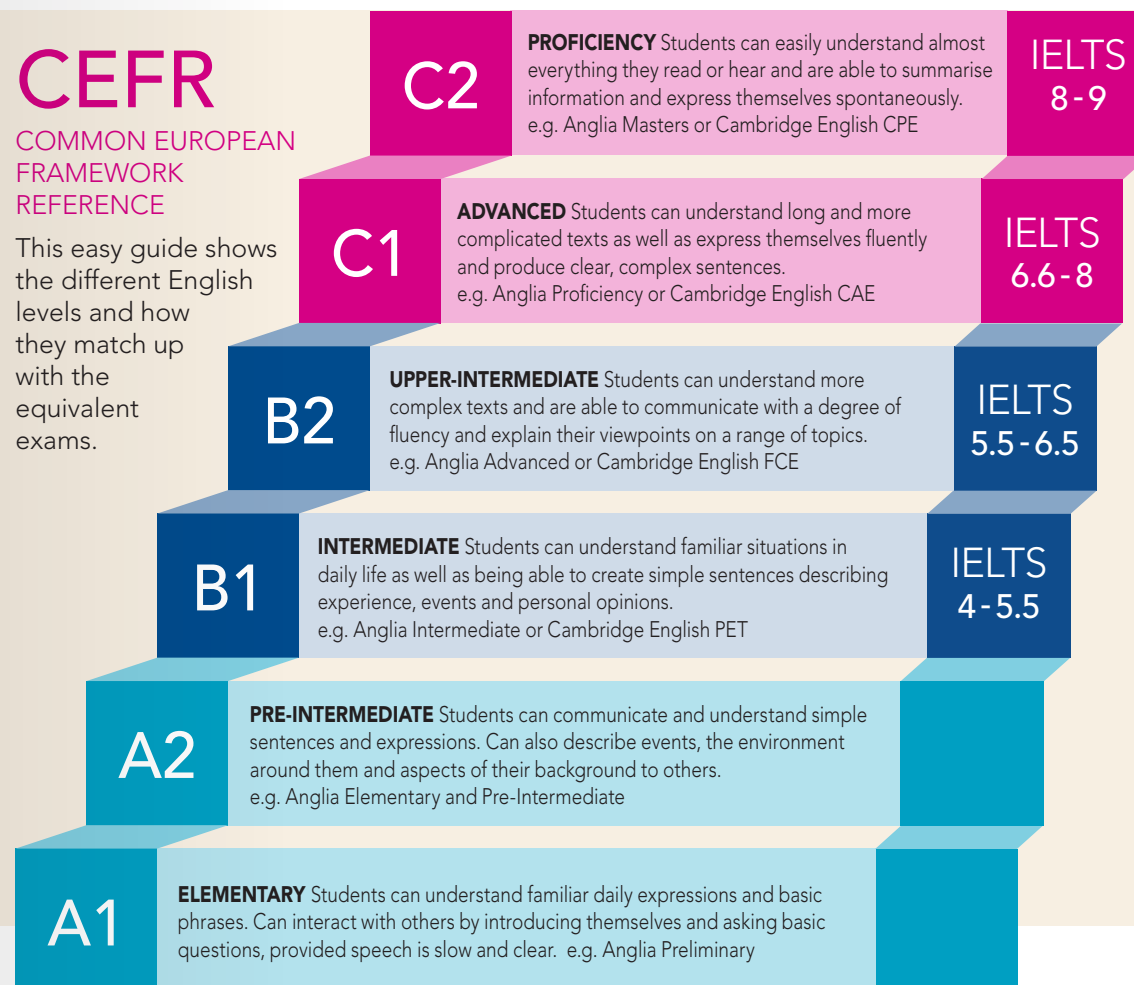 CEFR
COMMON EUROPEAN
FRAMEWORK
REFERENCE
This easy guide shows
the different English
levels and how
they match up
with the
equivalent
exams.
C2
PROFICIENCY Students can easily understand almost
everything they read or hear and are able to summarise
information and express themselves spontaneously.
e.g. Anglia Masters or Cambridge English CPE
IELTS
8-9
C1
ADVANCED Students can understand long and more
complicated texts as well as express themselves fluently
and produce clear, complex sentences.
e.g. Anglia Proficiency or Cambridge English CAE
IELTS
6.6-8
B2
UPPER-INTERMEDIATE Students can understand more
complex texts and are able to communicate with a degree of
fluency and explain their viewpoints on a range of topics.
e.g. Anglia Advanced or Cambridge English FCE
IELTS
5.5-6.5
B1
INTERMEDIATE Students can understand familiar situations in
daily life as well as being able to create simple sentences describing
experience, events and personal opinions.
e.g. Anglia Intermediate or Cambridge English PET
IELTS
4-5.5
A2
PRE-INTERMEDIATE Students can communicate and understand simple
sentences and expressions. Can also describe events, the environment
around them and aspects of their background to others.
e.g. Anglia Elementary and Pre-Intermediate
A1
ELEMENTARY Students can understand familiar daily expressions and basic
phrases. Can interact with others by introducing themselves and asking basic
questions, provided speech is slow and clear. e.g. Anglia Preliminary